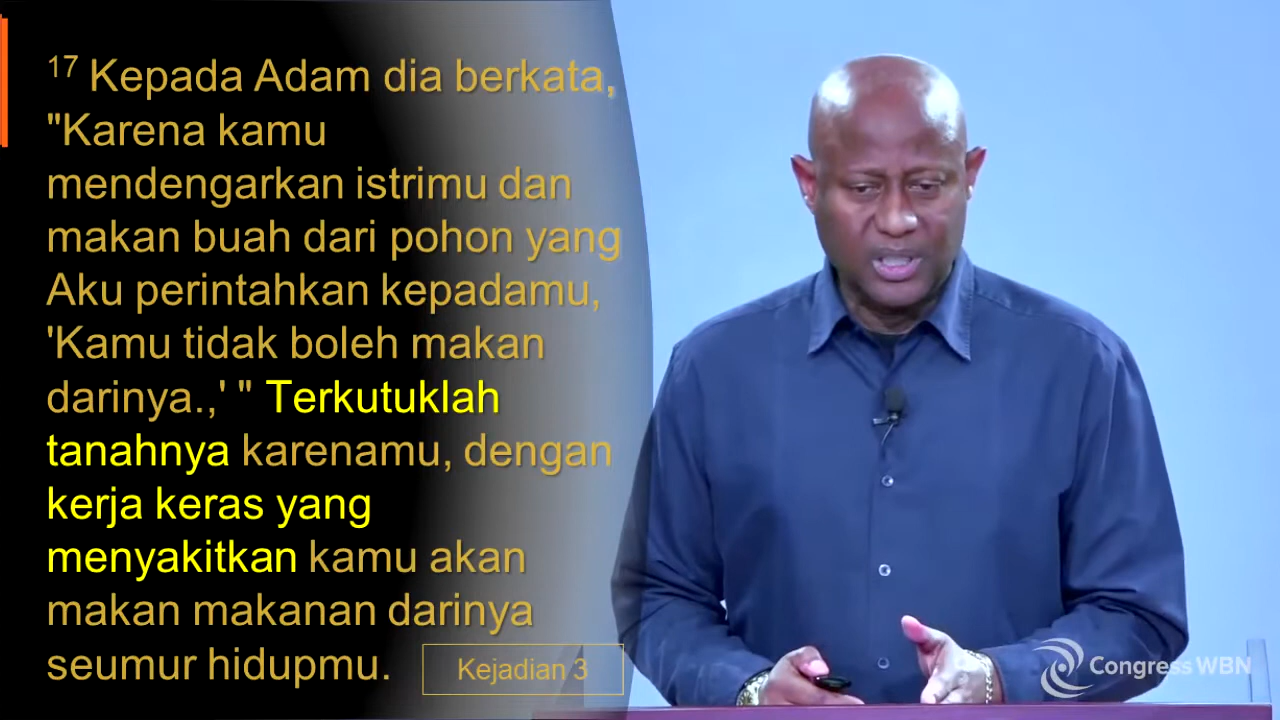 17 Kepada Adam dia berkata,
"Karena kamu
mendengarkan istrimu dan
makan buah dari pohon yang
Aku perintahkan kepadamu,
'Kamu tidak boleh makan
darinya.,' " Terkutuklah
tanahnya karenamu, dengan
kerja keras yang
menyakitkan kamu akan
makan makanan darinya
seumur hidupmu.
Kejadian 3
Congress WBN